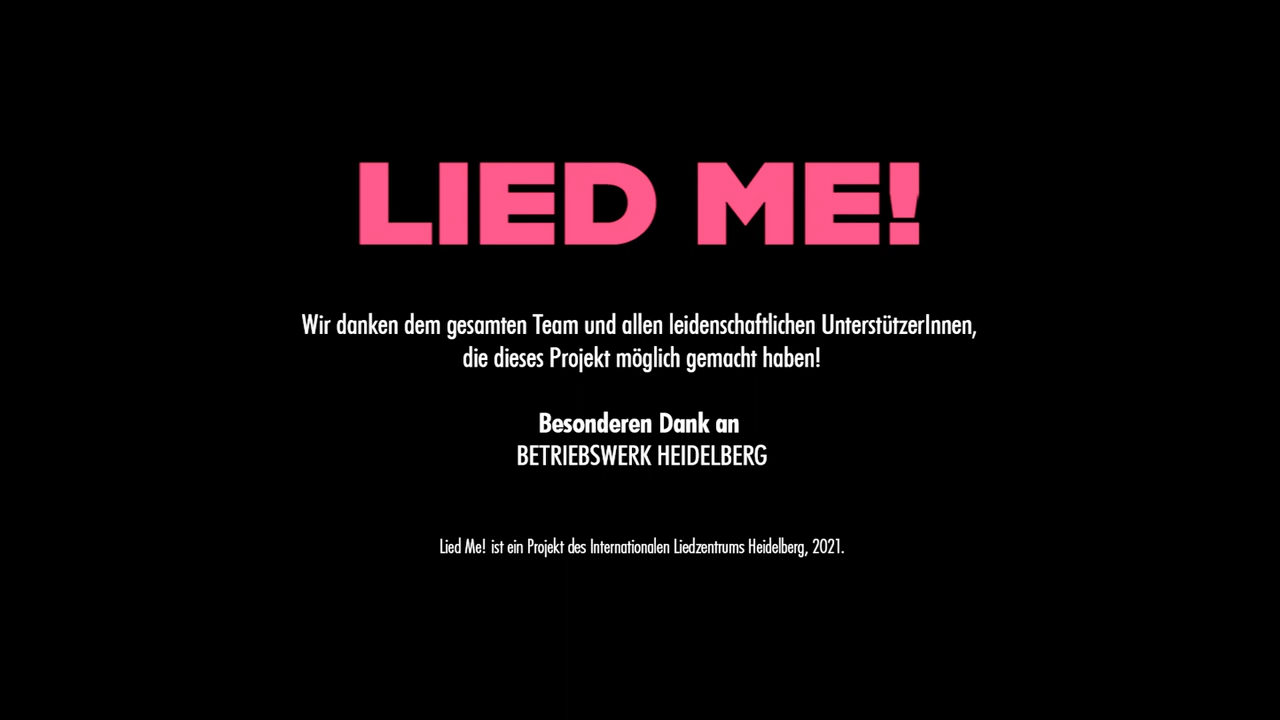 LIED ME!
Wir danken dem gesamten Team und allen leidenschaftlichen UnterstützerInnen,
die dieses Projekt möglich gemacht haben!
Besonderen Dank an
BETRIEBSWERK HEIDELBERG
Lied Me! ist ein Projekt des Internationalen Liedzentrums Heidelberg, 2021.